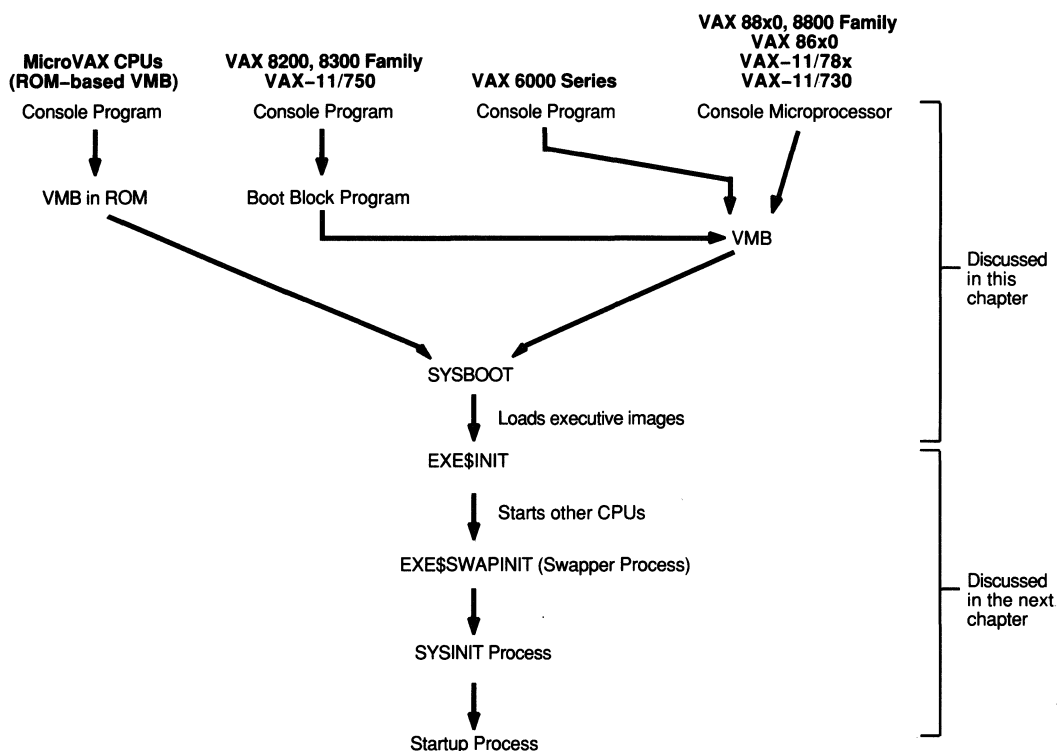 MicroVAX CPUs
(ROM-based VMB)
Console Program
VMB in ROM
VAX 8200, 8300 Family
VAX-11/750
Console Program
Boot Block Program
VAX 6000 Series
Console Program
VAX 88x0, 8800 Family
VAX 86x0
VAX-11/78x
VAX-11/730
Console Microprocessor
VMB
SYSBOOT
Loads executive images
EXE$INIT
Starts other CPUs
EXE$SWAPINIT (Swapper Process)
SYSINIT Process
Startup Process
Discussed
in this
chapter
Discussed
in the next
chapter